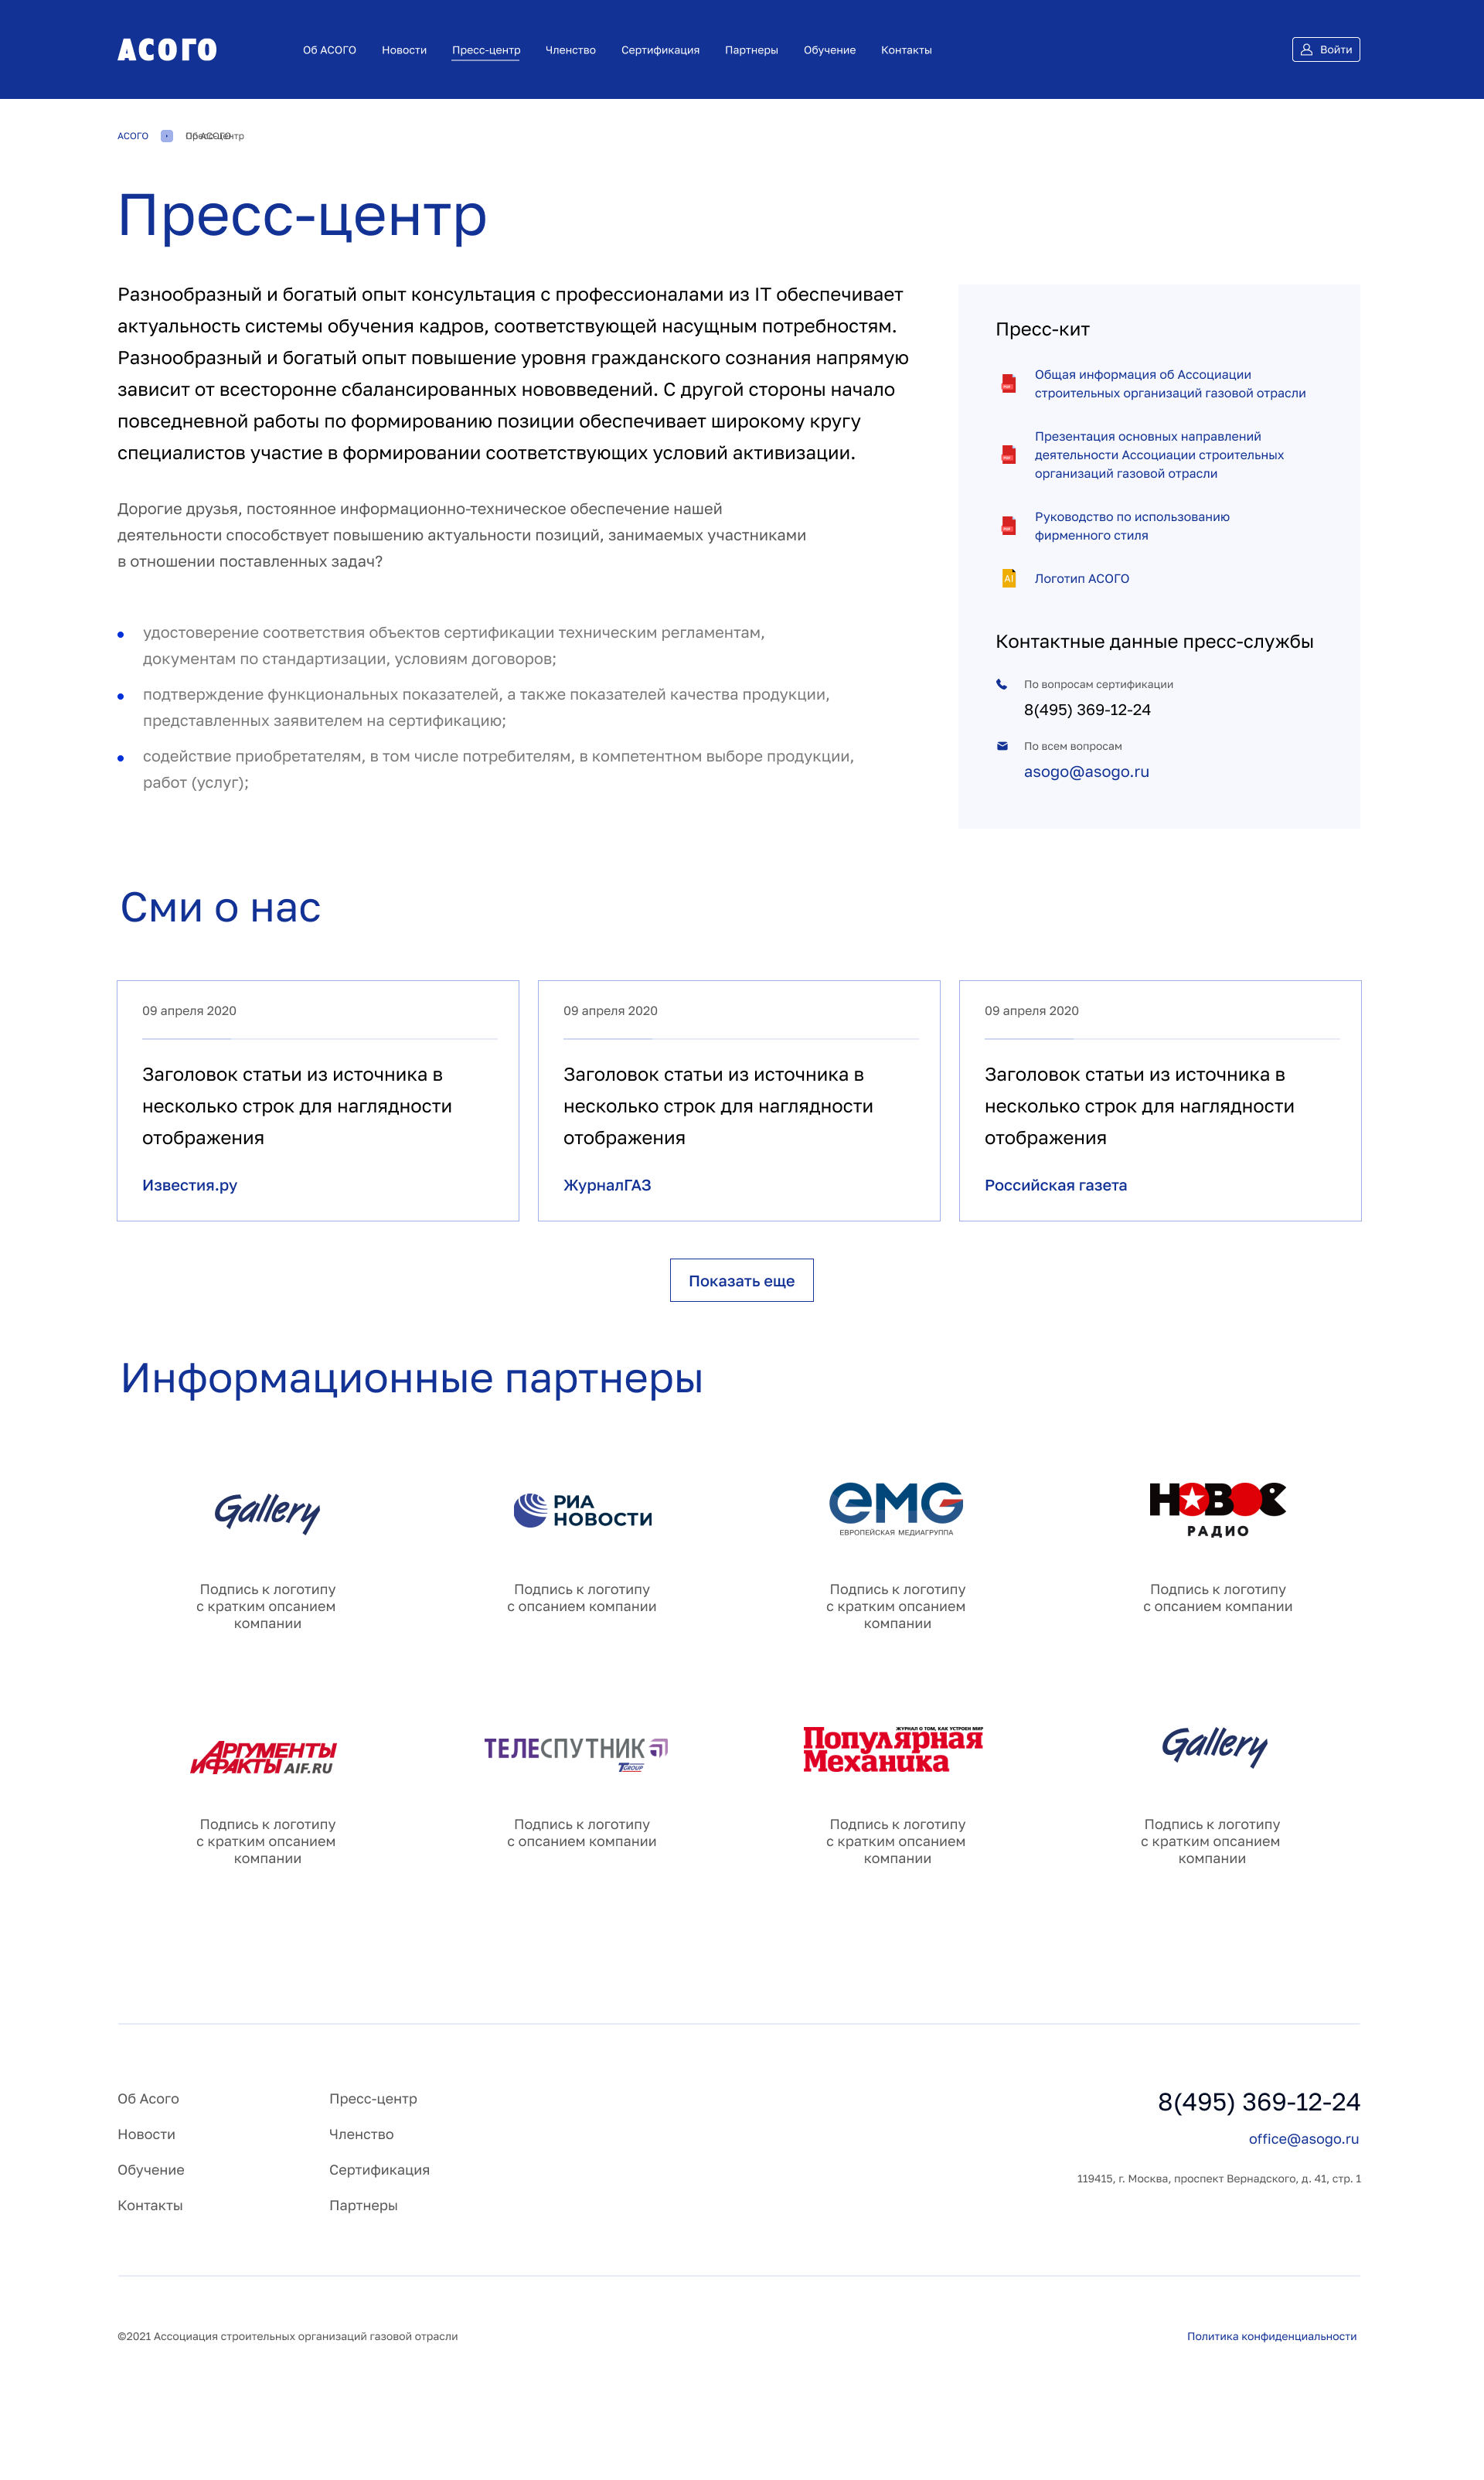 АСОГО
Об АСОГО Новости Пресс-центр Членство Сертификация Партнеры Обучение Контакты
Войти
АСОГО
Пресс-центр
Пресс-центр
Разнообразный и богатый опыт консультация с профессионалами из IT обеспечивает
актуальность системы обучения кадров, соответствующей насущным потребностям.
Разнообразный и богатый опыт повышение уровня гражданского сознания напрямую
зависит от всесторонне сбалансированных нововведений. С другой стороны начало
повседневной работы по формированию позиции обеспечивает широкому кругу
специалистов участие в формировании соответствующих условий активизации.
Дорогие друзья, постоянное информационно-техническое обеспечение нашей
деятельности способствует повышению актуальности позиций, занимаемых участниками
в отношении поставленных задач?
удостоверение соответствия объектов сертификации техническим регламентам,
документам по стандартизации, условиям договоров;
подтверждение функциональных показателей, а также показателей качества продукции,
представленных заявителем на сертификацию;
содействие приобретателям, в том числе потребителям, в компетентном выборе продукции,
работ (услуг);
Пресс-кит
Общая информация об Ассоциации
строительных организаций газовой отрасли
Презентация основных направлений
деятельности Ассоциации строительных
организаций газовой отрасли
Руководство по использованию
фирменного стиля
AI
Логотип АСОГО
Контактные данные пресс-службы
По вопросам сертификации
8(495) 369-12-24
По всем вопросам
asogo@asogo.ru
Сми о нас
09 апреля 2020
Заголовок статьи из источника в
несколько строк для наглядности
отображения
Известия.ру
09 апреля 2020
Заголовок статьи из источника в
несколько строк для наглядности
отображения
ЖурналГАЗ
09 апреля 2020
Заголовок статьи из источника в
несколько строк для наглядности
отображения
Российская газета
Показать еще
Информационные партнеры
Gallery
Подпись к логотипу
с кратким опсанием
компании
РИА
НОВОСТИ
Подпись к логотипу
с опсанием компании
емG
ЕВРОПЕЙСКАЯ МЕДИАГРУППА
Подпись к логотипу
с кратким опсанием
компании
НОВОЕ
РАДИО
Подпись к логотипу
с опсанием компании
АРГУМЕНТЫ
И ФАКТЫ AIF.RU
Подпись к логотипу
с кратким опсанием
компании
ТЕЛЕСПУТНИК
TGROUP
Подпись к логотипу
с опсанием компании
ЖУРНАЛ О ТОМ, КАК УСТРОЕН МИР
Популярная
Механика
Подпись к логотипу
с кратким опсанием
компании
Gallery
Подпись к логотипу
с кратким опсанием
компании
Об Асого
Новости
Обучение
Контакты
Пресс-центр
Членство
Сертификация
Партнеры
8(495) 369-12-24
office@asogo.ru
119415, г. Москва, проспект Вернадского, д. 41, стр. 1
©2021 Ассоциация строительных организаций газовой отрасли
Политика конфиденциальности